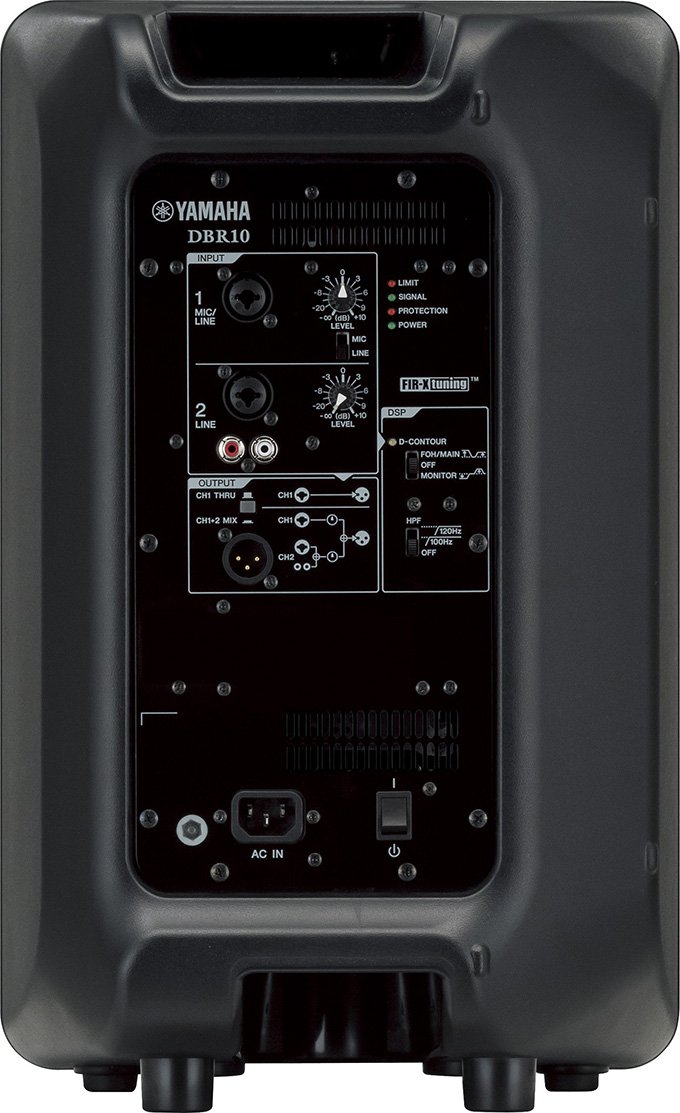 YAMAHA
DBR10
INPUT
1
MIC/
LINE
0
-3 3
-8 6
-20 9
-∞ (dB) +10
LEVEL
MIC
LINE
LIMIT
SIGNAL
PROTECTION
POWER
2
LINE
0
-3 3
-8 6
-20 9
-∞ (dB) +10
LEVEL
FIR-X tuning™
DSP
D-CONTOUR
FOH/MAIN
OFF
MONITOR
HPF
/120Hz
/100Hz
OFF
OUTPUT
CH1 THRU
CH1
CH1+2 MIX
CH1
CH2
I
AC IN